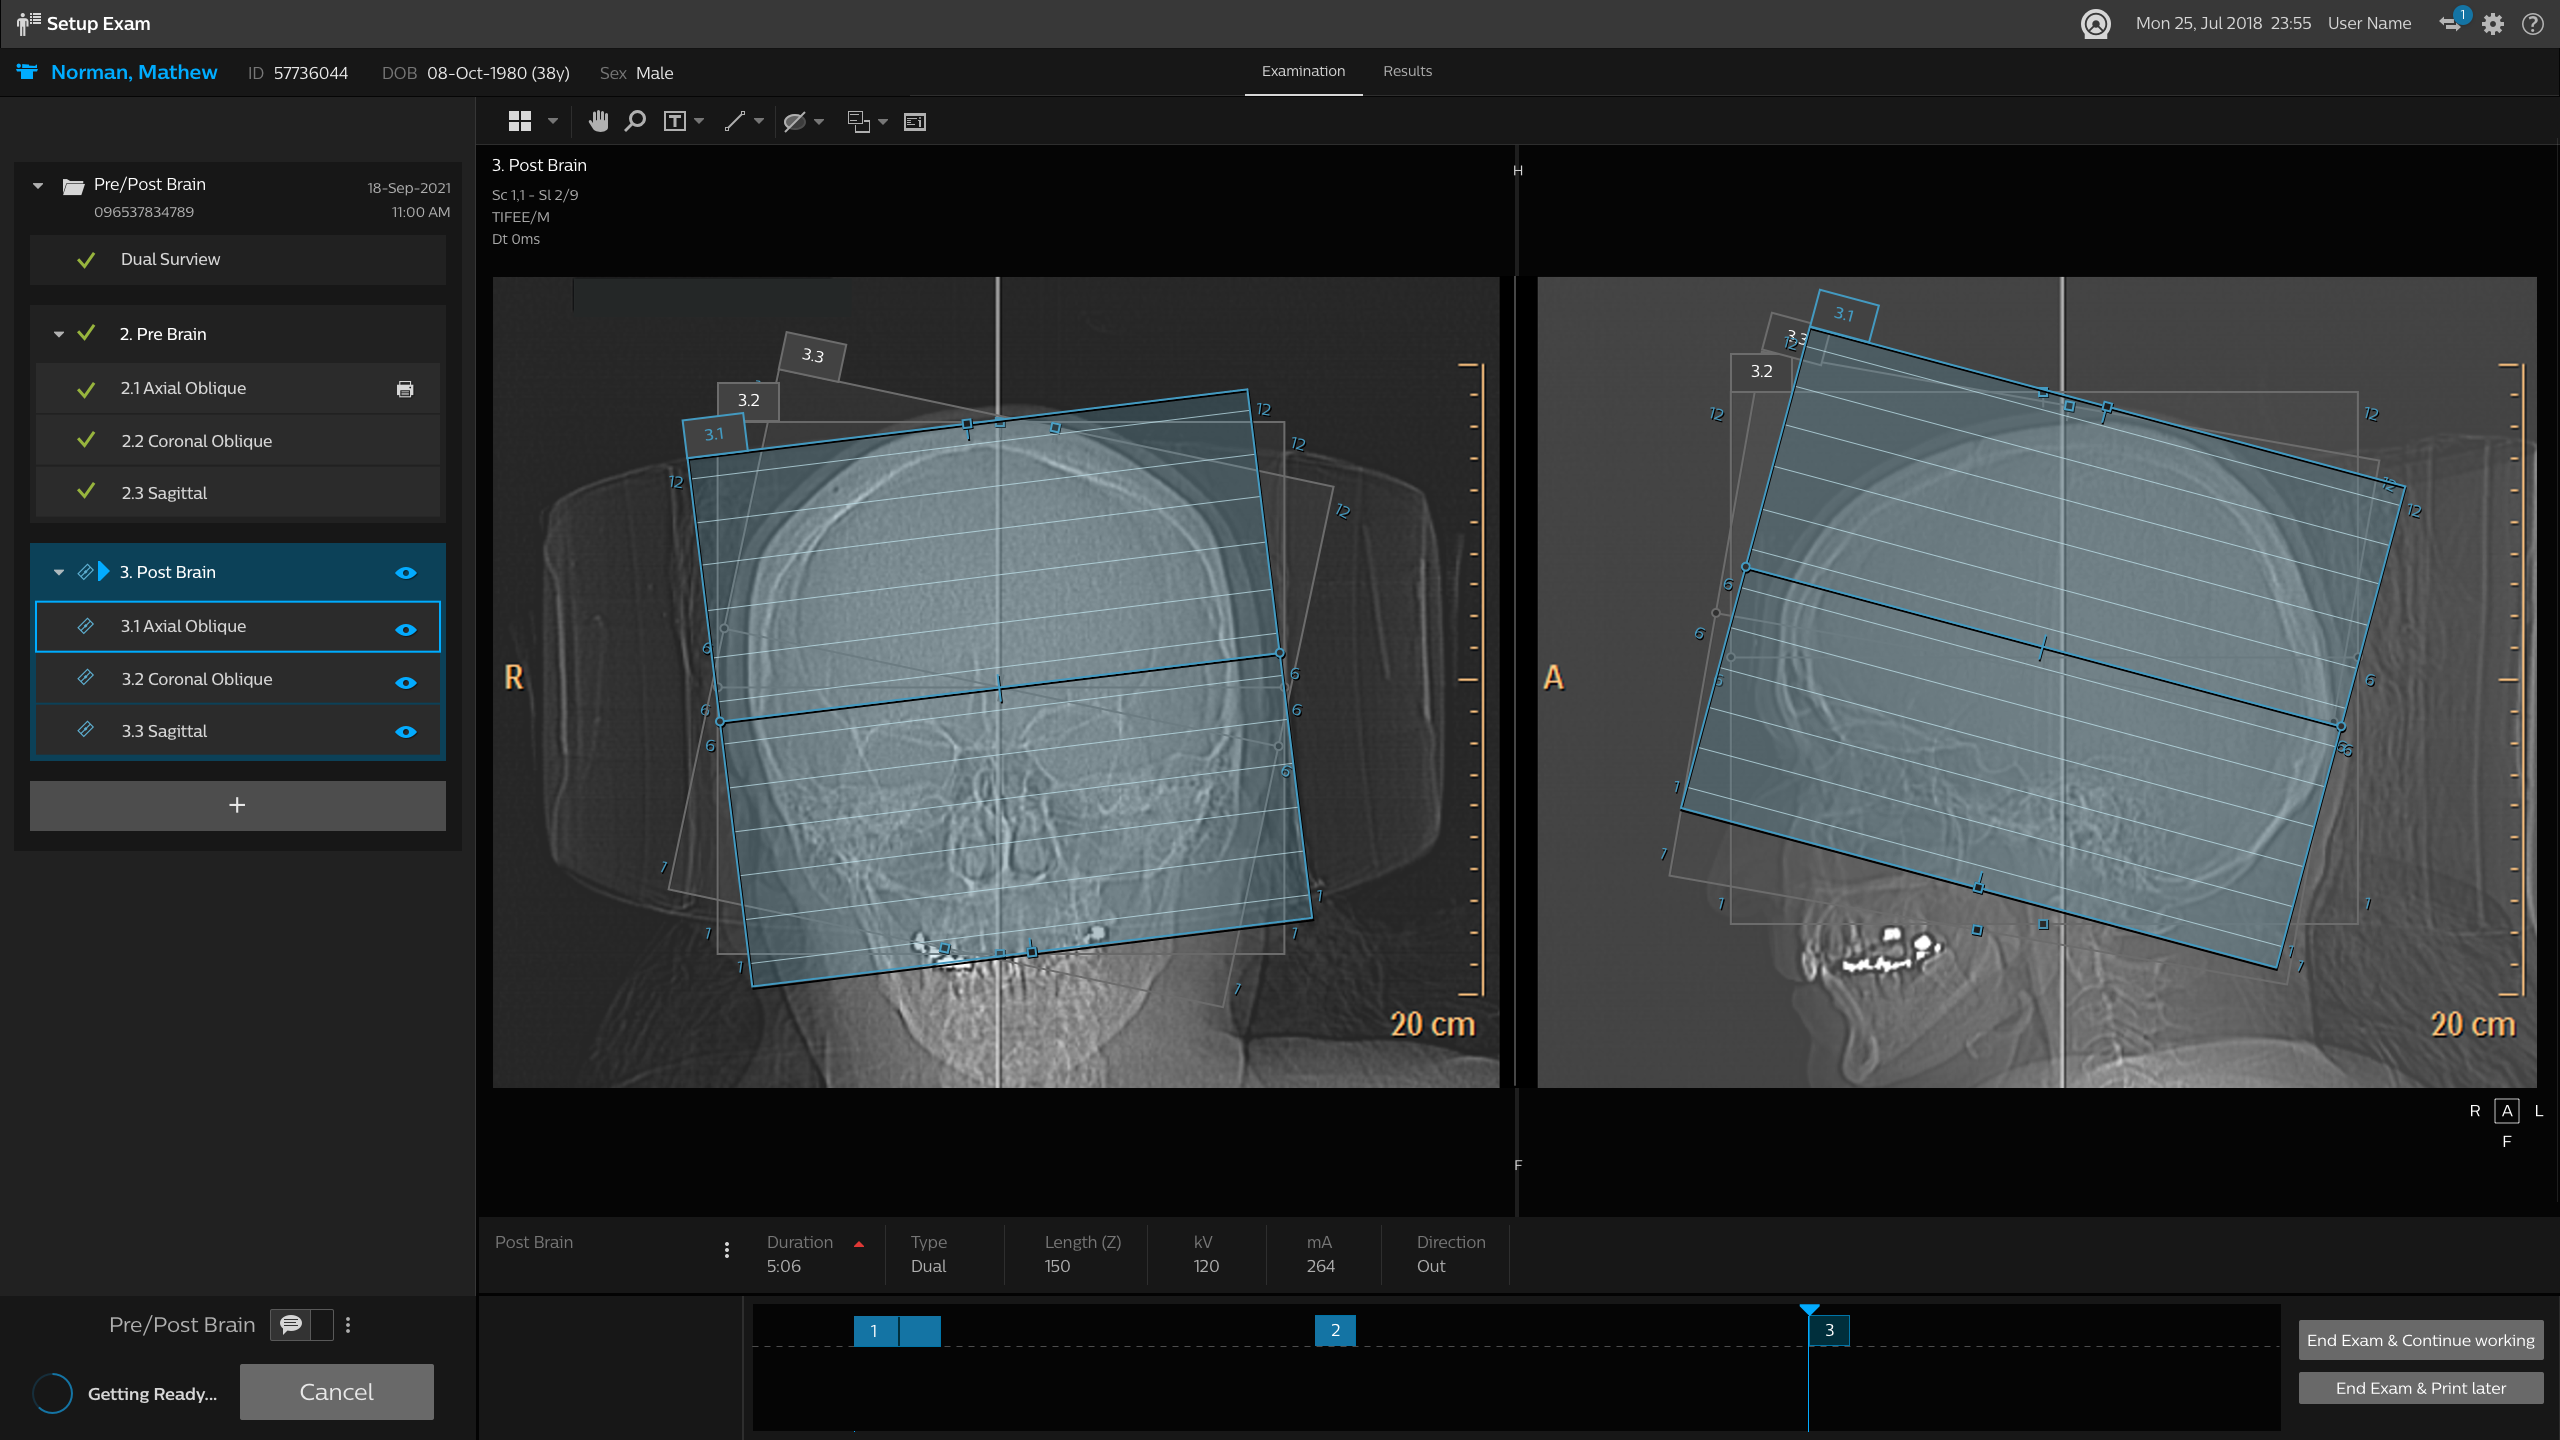 Setup Exam
Mon 25, Jul 2018 23:55 User Name 1
Norman, Mathew ID 57736044 DOB 08-Oct-1980 (38y) Sex Male
Examination Results
Pre/Post Brain 18-Sep-2021
096537834789 11:00 AM
Dual Surview
2. Pre Brain
2.1 Axial Oblique
2.2 Coronal Oblique
2.3 Sagittal
3. Post Brain
3.1 Axial Oblique
3.2 Coronal Oblique
3.3 Sagittal
+
3. Post Brain
Sc 1,1 - Sl 2/9
TIFEE/M
Dt 0ms
H
3.3
3.2
3.1
12
12
12
12
6
6
6
6
6
6
1
1
1
1
1
1
R
20 cm
3.1
3.3
3.2
12
12
12
12
12
6
6
6
6
6
6
1
1
1
1
1
1
A
20 cm
R A L
F
F
Post Brain
Duration
5:06
Type
Dual
Length (Z)
150
kV
120
mA
264
Direction
Out
Pre/Post Brain
Getting Ready...
Cancel
1
2
3
End Exam & Continue working
End Exam & Print later